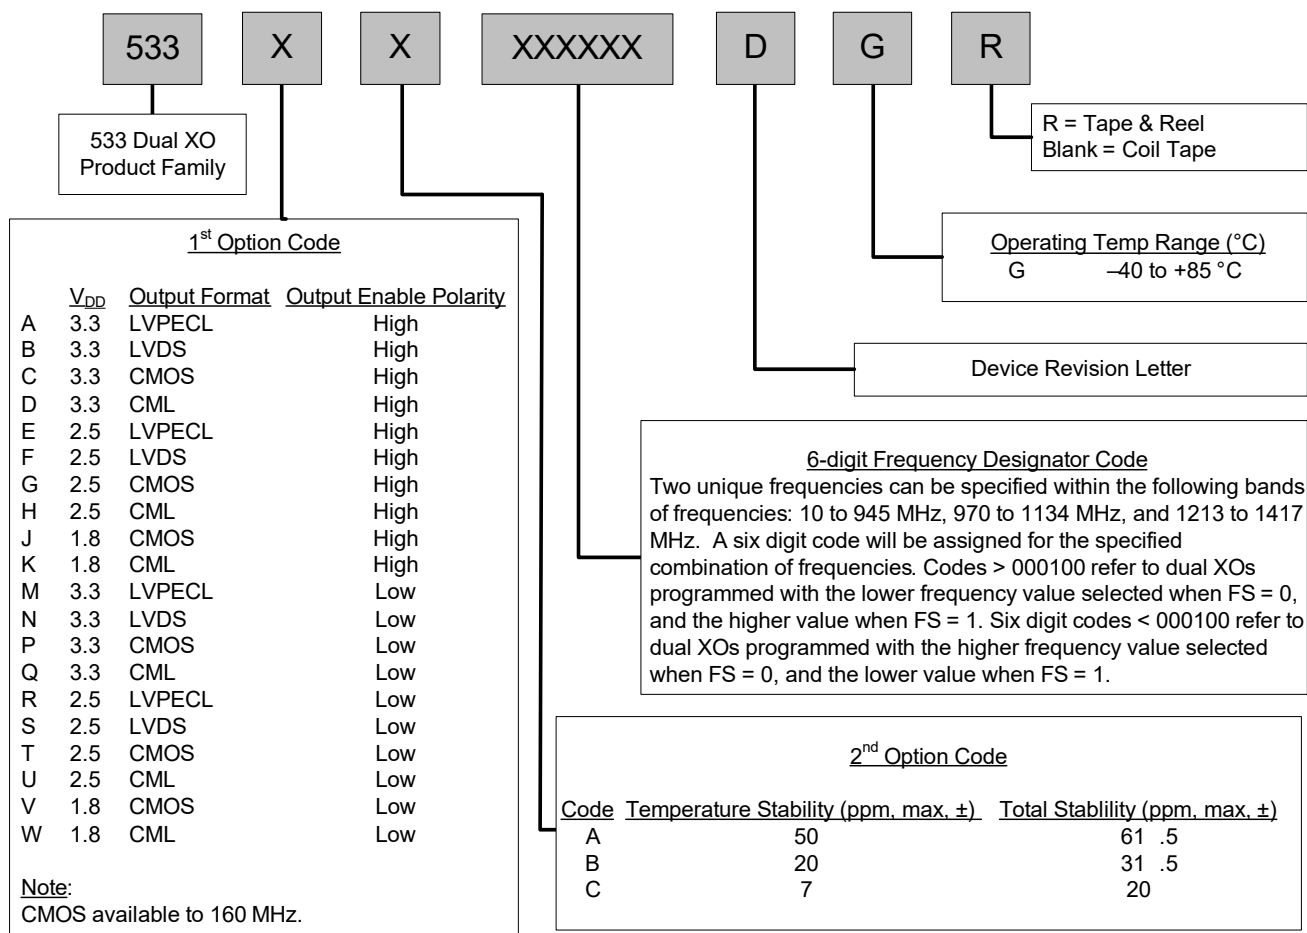 533 X X XXXXXX D G R
533 Dual XO
Product Family
R = Tape & Reel
Blank = Coil Tape
Operating Temp Range (°C)
G –40 to +85 °C
Device Revision Letter
6-digit Frequency Designator Code
Two unique frequencies can be specified within the following bands
of frequencies: 10 to 945 MHz, 970 to 1134 MHz, and 1213 to 1417
MHz. A six digit code will be assigned for the specified
combination of frequencies. Codes > 000100 refer to dual XOs
programmed with the lower frequency value selected when FS = 0,
and the higher value when FS = 1. Six digit codes < 000100 refer to
dual XOs programmed with the higher frequency value selected
when FS = 0, and the lower value when FS = 1.
1st Option Code
VDD Output Format Output Enable Polarity
A 3.3 LVPECL High
B 3.3 LVDS High
C 3.3 CMOS High
D 3.3 CML High
E 2.5 LVPECL High
F 2.5 LVDS High
G 2.5 CMOS High
H 2.5 CML High
J 1.8 CMOS High
K 1.8 CML High
M 3.3 LVPECL Low
N 3.3 LVDS Low
P 3.3 CMOS Low
Q 3.3 CML Low
R 2.5 LVPECL Low
S 2.5 LVDS Low
T 2.5 CMOS Low
U 2.5 CML Low
V 1.8 CMOS Low
W 1.8 CML Low
Note:
CMOS available to 160 MHz.
2nd Option Code
Code Temperature Stability (ppm, max, ±) Total Stablility (ppm, max, ±)
A 50 61 .5
B 20 31 .5
C 7 20